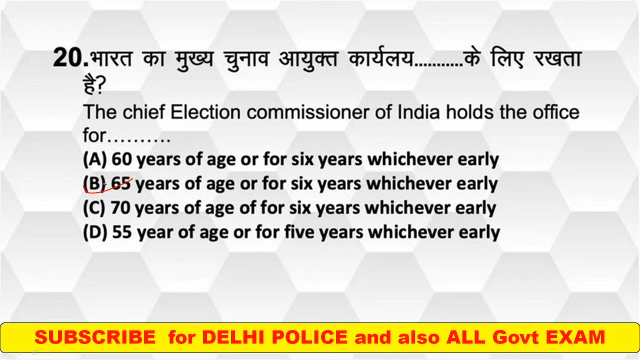 20.भारत का मुख्य चुनाव आयुक्त कार्यलय...........के लिए रखता
है?
The chief Election commissioner of India holds the office
for..........
(A) 60 years of age or for six years whichever early
(B) 65 years of age or for six years whichever early
(C) 70 years of age of for six years whichever early
(D) 55 year of age or for five years whichever early
SUBSCRIBE for DELHI POLICE and also ALL Govt EXAM